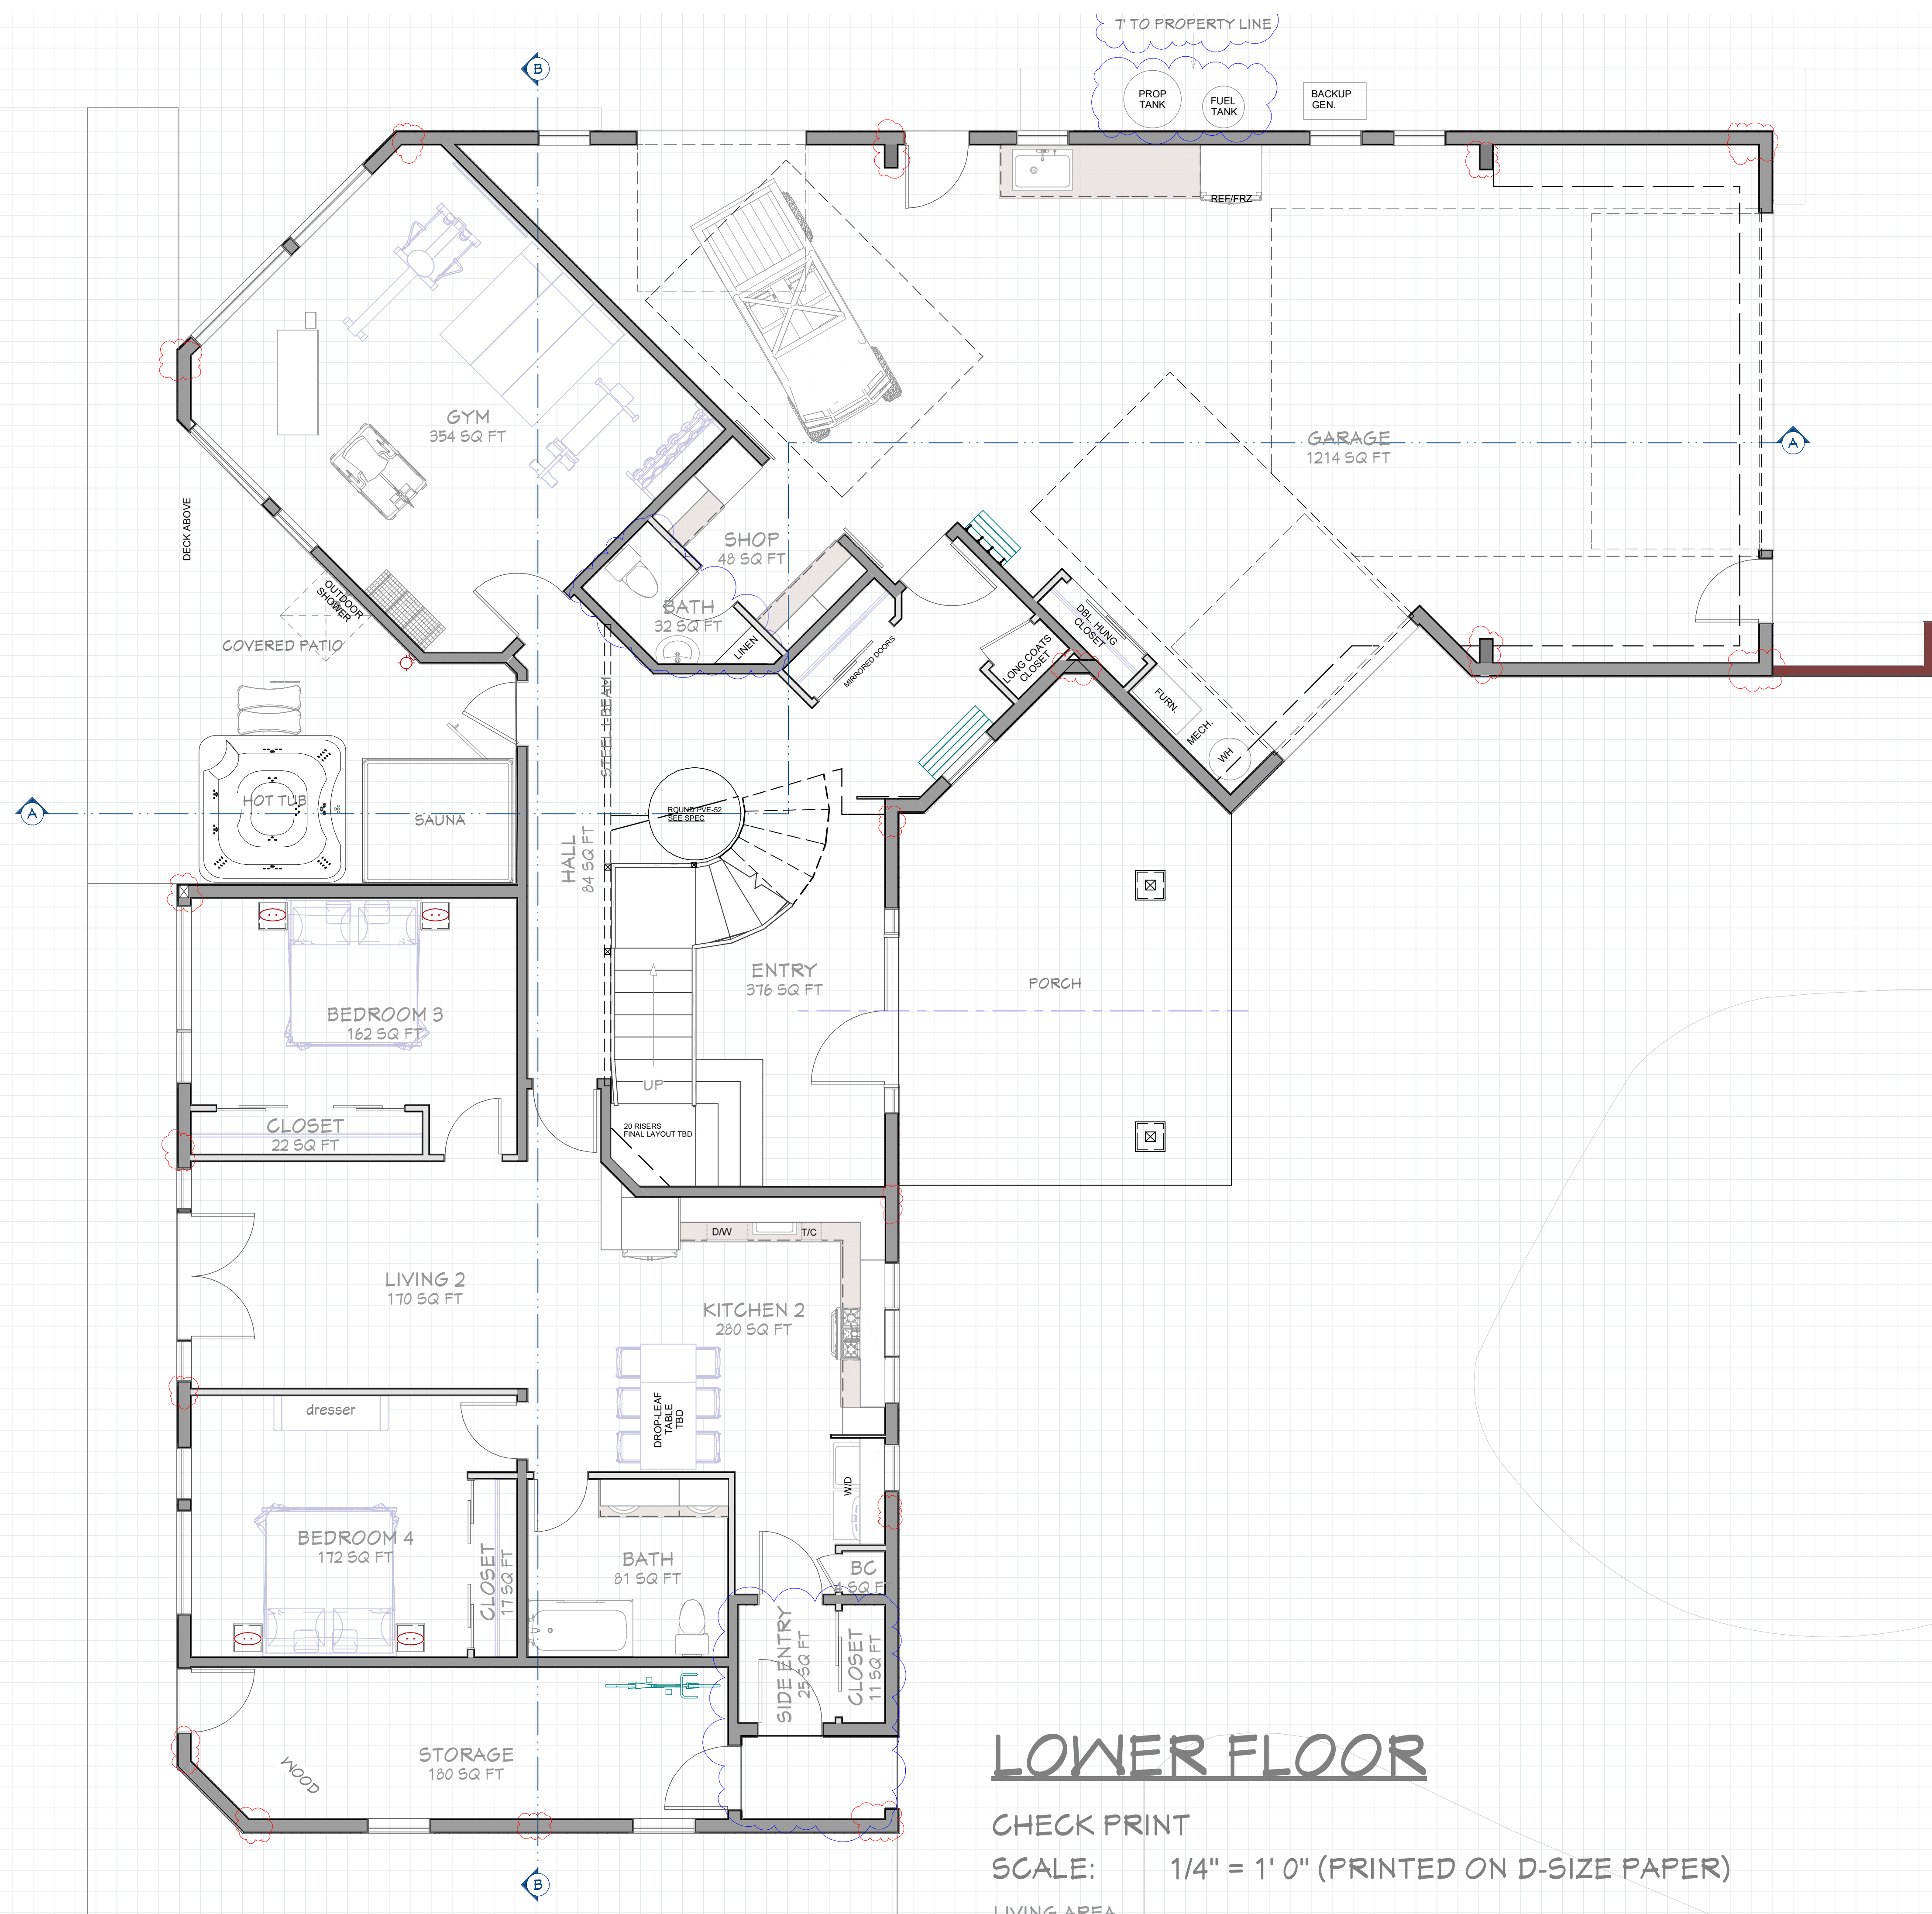 7' TO PROPERTY LINE
B
PROP
TANK
FUEL
TANK
BACKUP
GEN.
REF/FRZ
GYM
354 SQ FT
GARAGE
1214 SQ FT
A
DECK ABOVE
SHOP
48 SQ FT
OUTDOOR
SHOWER
BATH
32 SQ FT
LINEN
MIRRORED DOORS
LONG COATS
CLOSET
DBL. HUNG
CLOSET
COVERED PATIO
FURN.
MECH.
WH
STEEL I-BEAM
HOT TUB
SAUNA
A
ROUND PVE-52
SEE SPEC
HALL
84 SQ FT
ENTRY
376 SQ FT
PORCH
BEDROOM 3
162 SQ FT
UP
CLOSET
22 SQ FT
20 RISERS
FINAL LAYOUT TBD
D/W
T/C
LIVING 2
170 SQ FT
KITCHEN 2
280 SQ FT
dresser
DROP-LEAF
TABLE
TBD
W/D
BEDROOM 4
172 SQ FT
CLOSET
17 SQ FT
BATH
81 SQ FT
BC
SQ F
SIDE ENTRY
25 SQ FT
CLOSET
11 SQ FT
WOOD
STORAGE
180 SQ FT
LOWER FLOOR
CHECK PRINT
SCALE: 1/4" = 1' 0" (PRINTED ON D-SIZE PAPER)
LIVING AREA
B